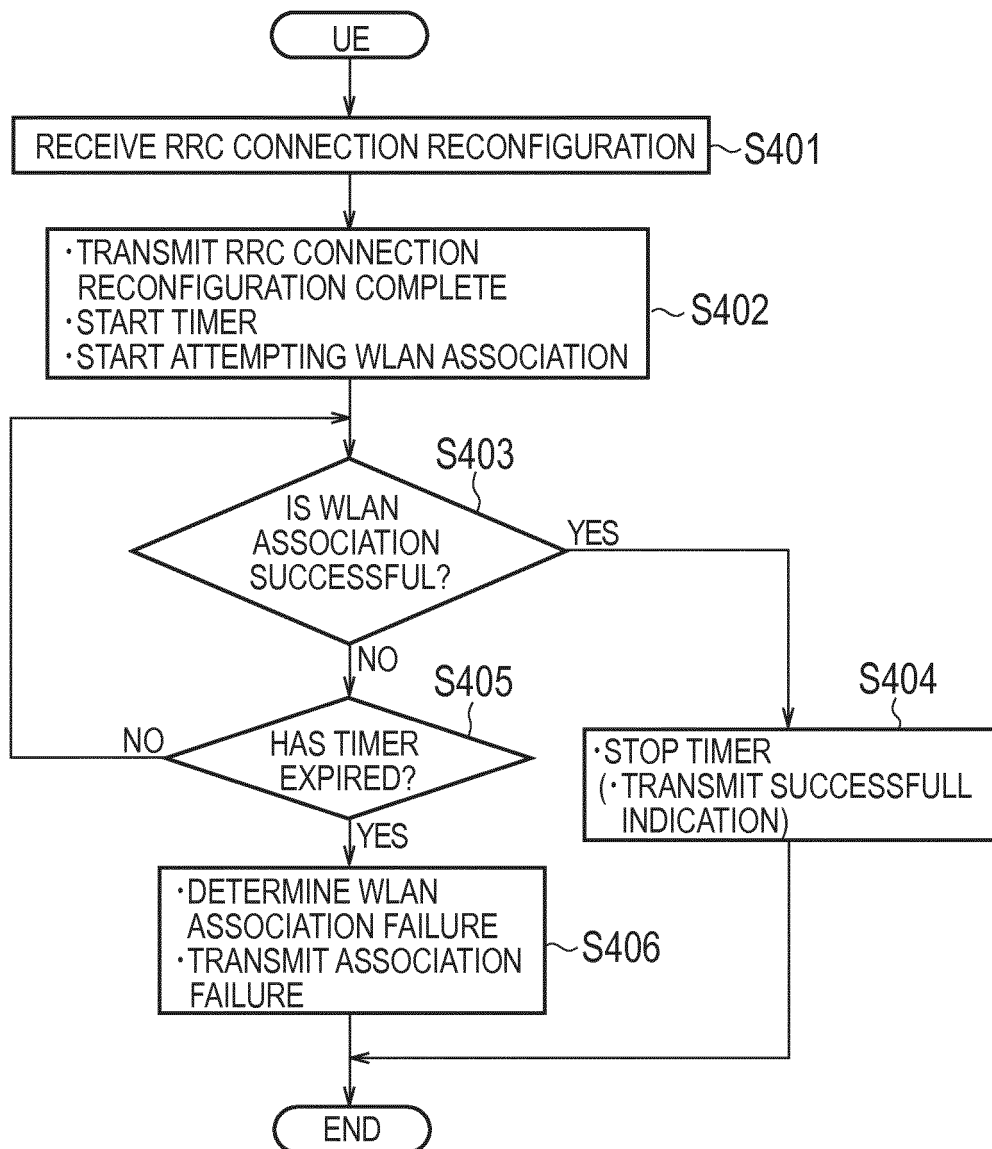 UE
RECEIVE RRC CONNECTION RECONFIGURATION
S401
·TRANSMIT RRC CONNECTION
RECONFIGURATION COMPLETE
·START TIMER
·START ATTEMPTING WLAN ASSOCIATION
S402
S403
IS WLAN
ASSOCIATION
SUCCESSFUL?
YES
NO
S405
HAS TIMER
EXPIRED?
NO
YES
S404
·STOP TIMER
(·TRANSMIT SUCCESSFULL
INDICATION)
·DETERMINE WLAN
ASSOCIATION FAILURE
·TRANSMIT ASSOCIATION
FAILURE
S406
END